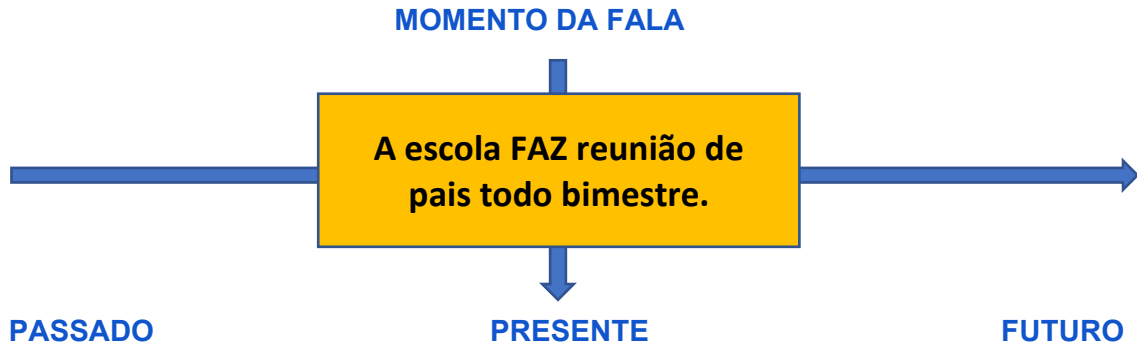 MOMENTO DA FALA
A escola FAZ reunião de
pais todo bimestre.
PASSADO
PRESENTE
FUTURO